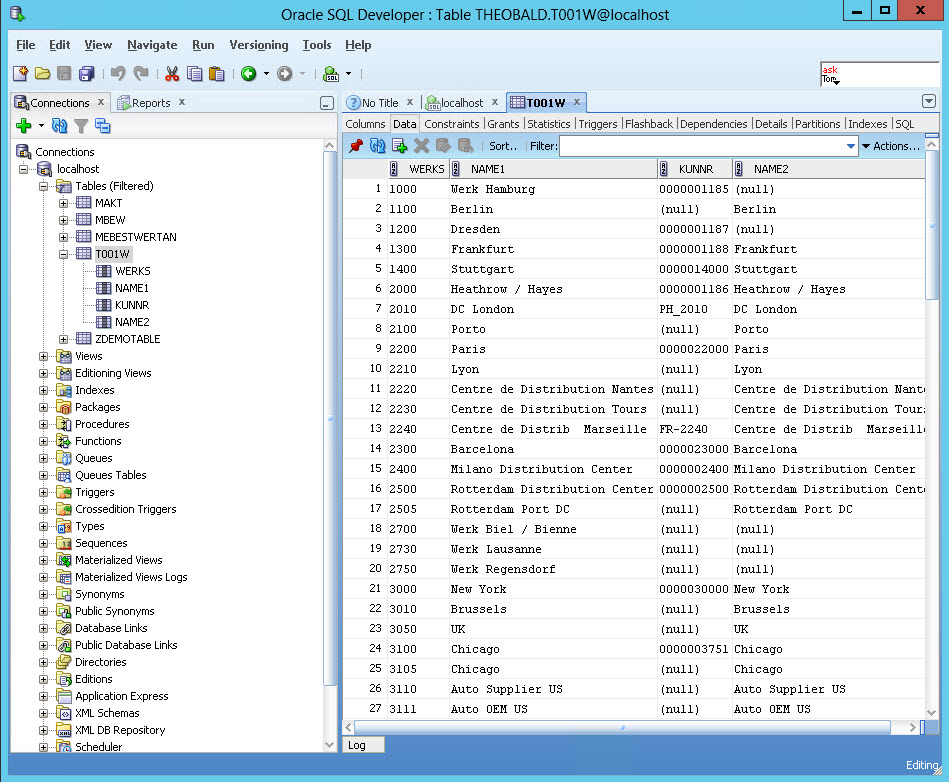 Oracle SQL Developer : Table THEOBALD.T001W@localhost
File Edit View Navigate Run Versioning Tools Help
ask
Tom
Connections x Reports x
No Title x localhost x T001W x
Columns Data Constraints Grants Statistics Triggers Flashback Dependencies Details Partitions Indexes SQL
Sort.. Filter: Actions...
Connections
localhost
Tables (Filtered)
MAKT
MBEW
MEBESTWERTAN
T001W
WERKS
NAME1
KUNNR
NAME2
ZDEMOTABLE
Views
Editioning Views
Indexes
Packages
Procedures
Functions
Queues
Queues Tables
Triggers
Crossedition Triggers
Types
Sequences
Materialized Views
Materialized Views Logs
Synonyms
Public Synonyms
Database Links
Public Database Links
Directories
Editions
Application Express
XML Schemas
XML DB Repository
Scheduler
WERKS NAME1 KUNNR NAME2
1 1000 Werk Hamburg 0000001185 (null)
2 1100 Berlin (null) Berlin
3 1200 Dresden 0000001187 (null)
4 1300 Frankfurt 0000001188 Frankfurt
5 1400 Stuttgart 0000014000 Stuttgart
6 2000 Heathrow / Hayes 0000001186 Heathrow / Hayes
7 2010 DC London PH_2010 DC London
8 2100 Porto (null) Porto
9 2200 Paris 0000022000 Paris
10 2210 Lyon (null) Lyon
11 2220 Centre de Distribution Nantes (null) Centre de Distribution Nant
12 2230 Centre de Distribution Tours (null) Centre de Distribution Tour
13 2240 Centre de Distrib  Marseille FR-2240 Centre de Distrib  Marseill
14 2300 Barcelona 0000023000 Barcelona
15 2400 Milano Distribution Center 0000002400 Milano Distribution Center
16 2500 Rotterdam Distribution Center 0000002500 Rotterdam Distribution Cent
17 2505 Rotterdam Port DC (null) Rotterdam Port DC
18 2700 Werk Biel / Bienne (null) (null)
19 2730 Werk Lausanne (null) (null)
20 2750 Werk Regensdorf (null) (null)
21 3000 New York 0000030000 New York
22 3010 Brussels (null) Brussels
23 3050 UK (null) UK
24 3100 Chicago 0000003751 Chicago
25 3105 Chicago (null) Chicago
26 3110 Auto Supplier US (null) Auto Supplier US
27 3111 Auto OEM US (null) Auto OEM US
Log
Editing